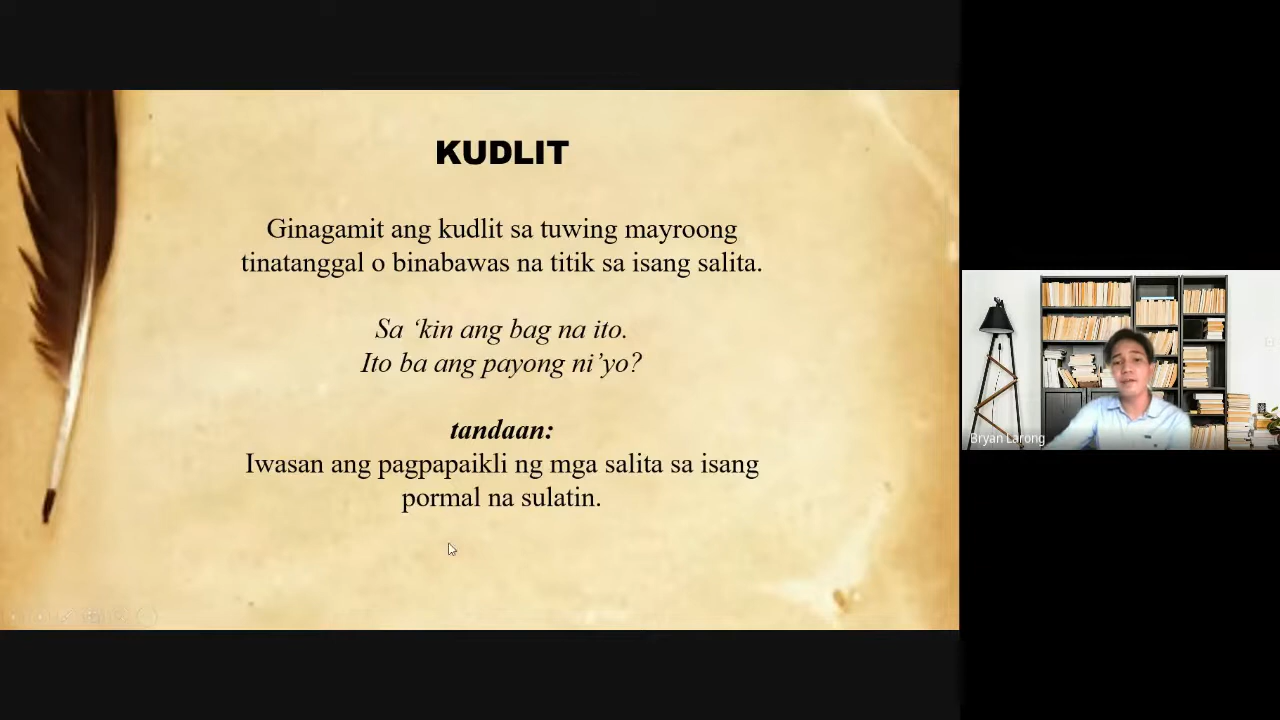 KUDLIT
Ginagamit ang kudlit sa tuwing mayroong
tinatanggal o binabawas na titik sa isang salita.
Sa ‘kin ang bag na ito.
Ito ba ang payong ni’yo?
tandaan:
Iwasan ang pagpapaikli ng mga salita sa isang
pormal na sulatin.
Bryan Larong